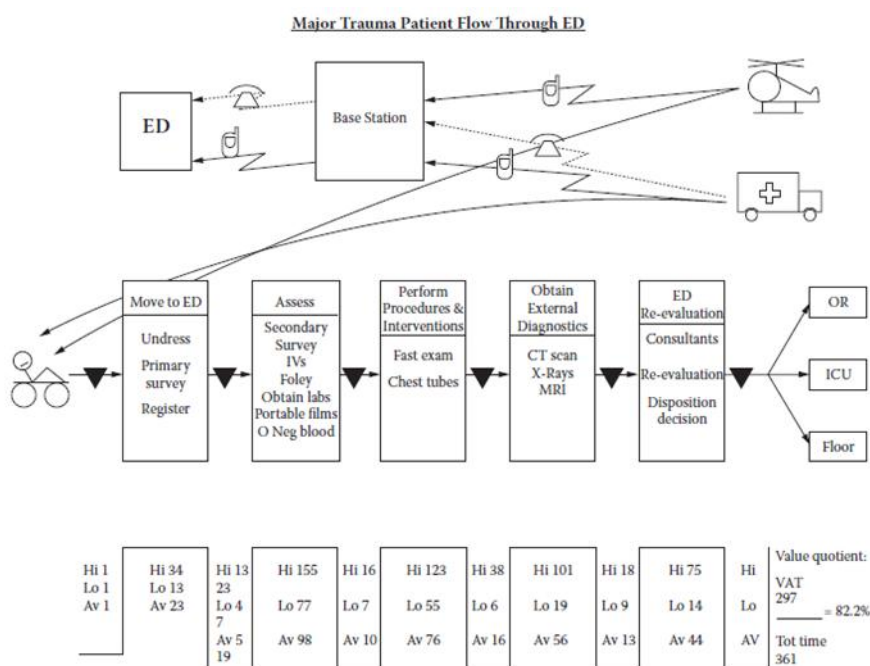 Major Trauma Patient Flow Through ED
ED
Base Station
Move to ED
Undress
Primary
survey
Register
Assess
Secondary
Survey
IVs
Foley
Obtain labs
Portable films
O Neg blood
Perform
Procedures &
Interventions
Fast exam
Chest tubes
Obtain
External
Diagnostics
CT scan
X-Rays
MRI
ED
Re-evaluation
Consultants
Re-evaluation
Disposition
decision
OR
ICU
Floor
Hi 1
Lo 1
Av 1
Hi 34
Lo 13
Av 23
Hi 13
23
Lo 4
7
Av 5
19
Hi 155
Lo 77
Av 98
Hi 16
Lo 7
Av 10
Hi 123
Lo 55
Av 76
Hi 38
Lo 6
Av 16
Hi 101
Lo 19
Av 56
Hi 18
Lo 9
Av 13
Hi 75
Lo 14
Av 44
Hi
Lo
AV
Value quotient:
VAT
297
= 82.2%
Tot time
361